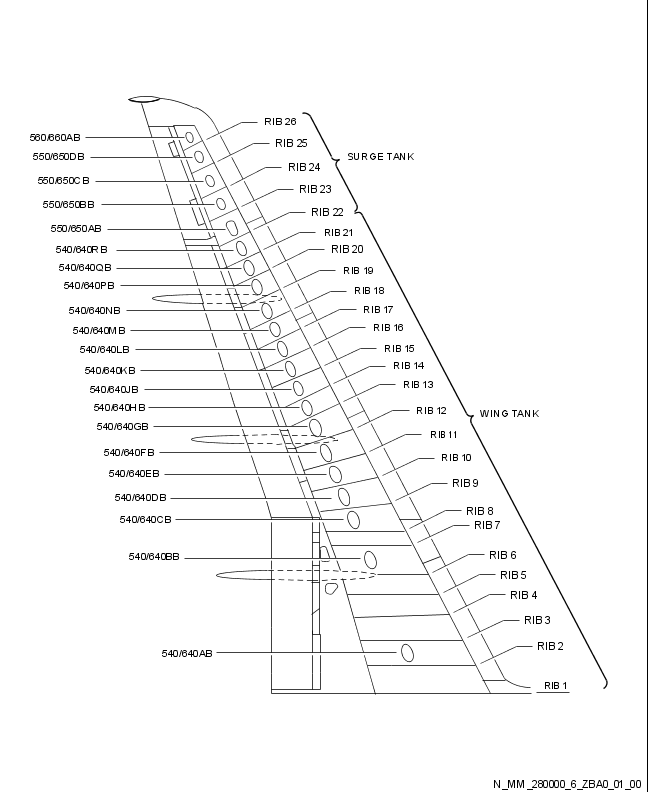 RIB 26
560/660AB
RIB 25
550/650DB
SURGE TANK
RIB 24
550/650CB
RIB 23
550/650BB
RIB 22
550/650AB
RIB 21
540/640RB
RIB 20
540/640QB
RIB 19
540/640PB
RIB 18
540/640NB
RIB 17
540/640MB
RIB 16
540/640LB
RIB 15
540/640KB
RIB 14
540/640JB
RIB 13
540/640HB
RIB 12
WING TANK
540/640GB
RIB 11
540/640FB
RIB 10
540/640EB
RIB 9
540/640DB
RIB 8
540/640CB
RIB 7
540/640BB
RIB 6
RIB 5
RIB 4
RIB 3
RIB 2
540/640AB
RIB 1
N_MM_280000_6_ZBA0_01_00